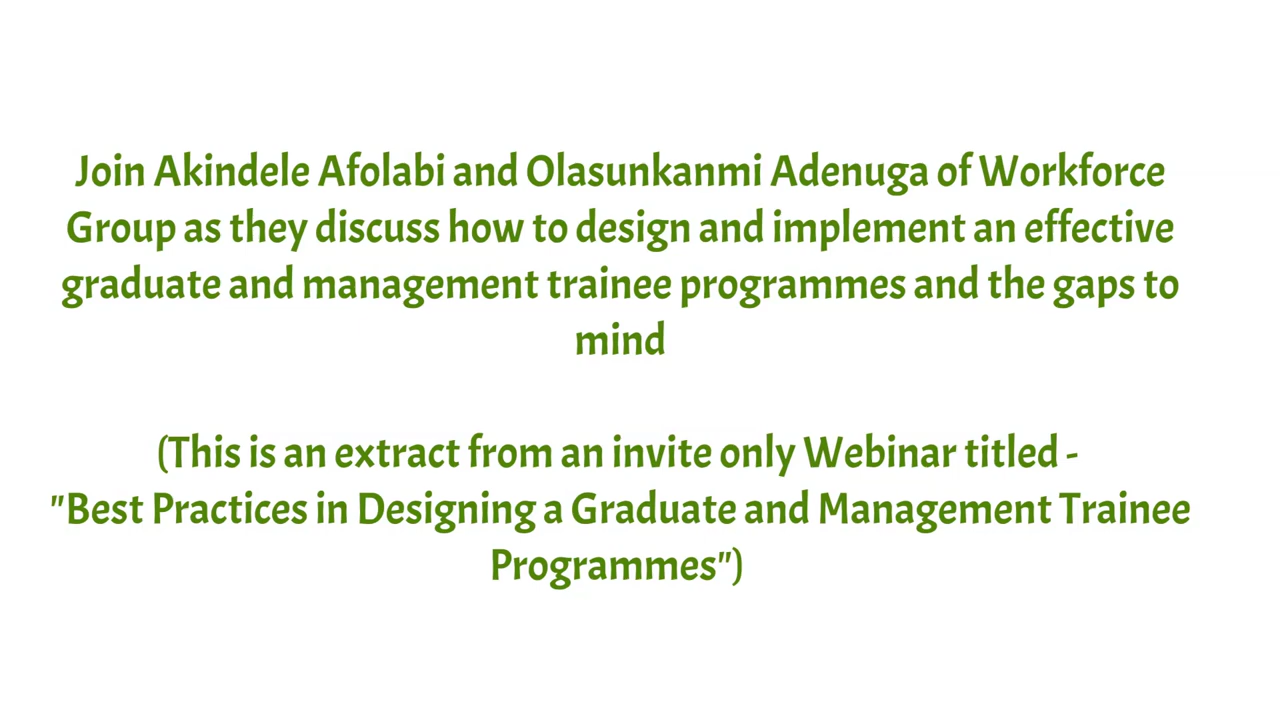 Join Akindele Afolabi and Olasunkanmi Adenuga of Workforce
Group as they discuss how to design and implement an effective
graduate and management trainee programmes and the gaps to
mind
(This is an extract from an invite only Webinar titled -
"Best Practices in Designing a Graduate and Management Trainee
Programmes")